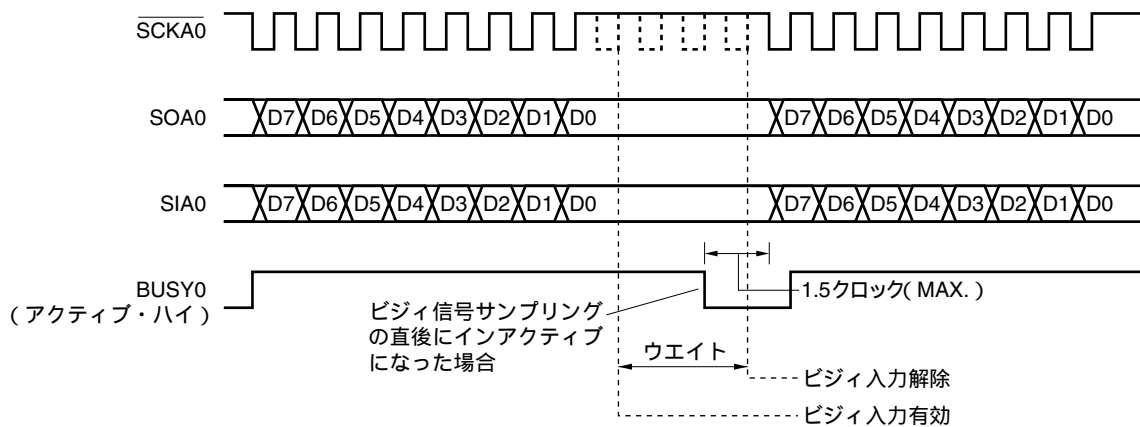 SCKA0
SOA0 D7 D6 D5 D4 D3 D2 D1 D0 D7 D6 D5 D4 D3 D2 D1 D0
SIA0 D7 D6 D5 D4 D3 D2 D1 D0 D7 D6 D5 D4 D3 D2 D1 D0
BUSY0
(アクティブ・ハイ)
1.5クロック(MAX.)
ビジィ信号サンプリング
の直後にインアクティブ
になった場合
ウエイト
ビジィ入力解除
ビジィ入力有効